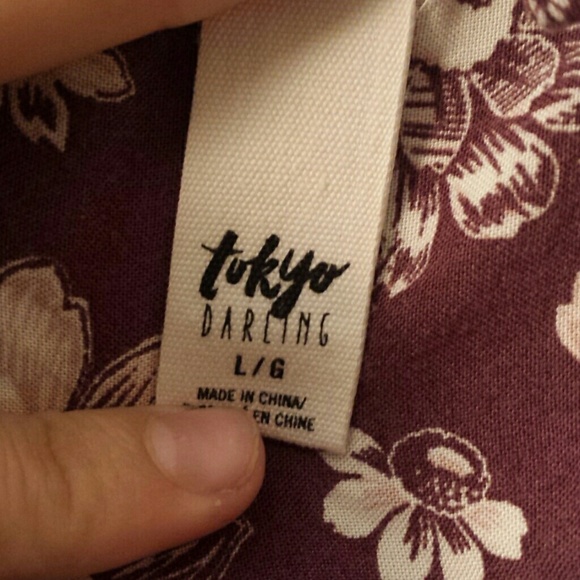 tokyo
DARLING
L/G
MADE IN CHINA/
EN CHINE